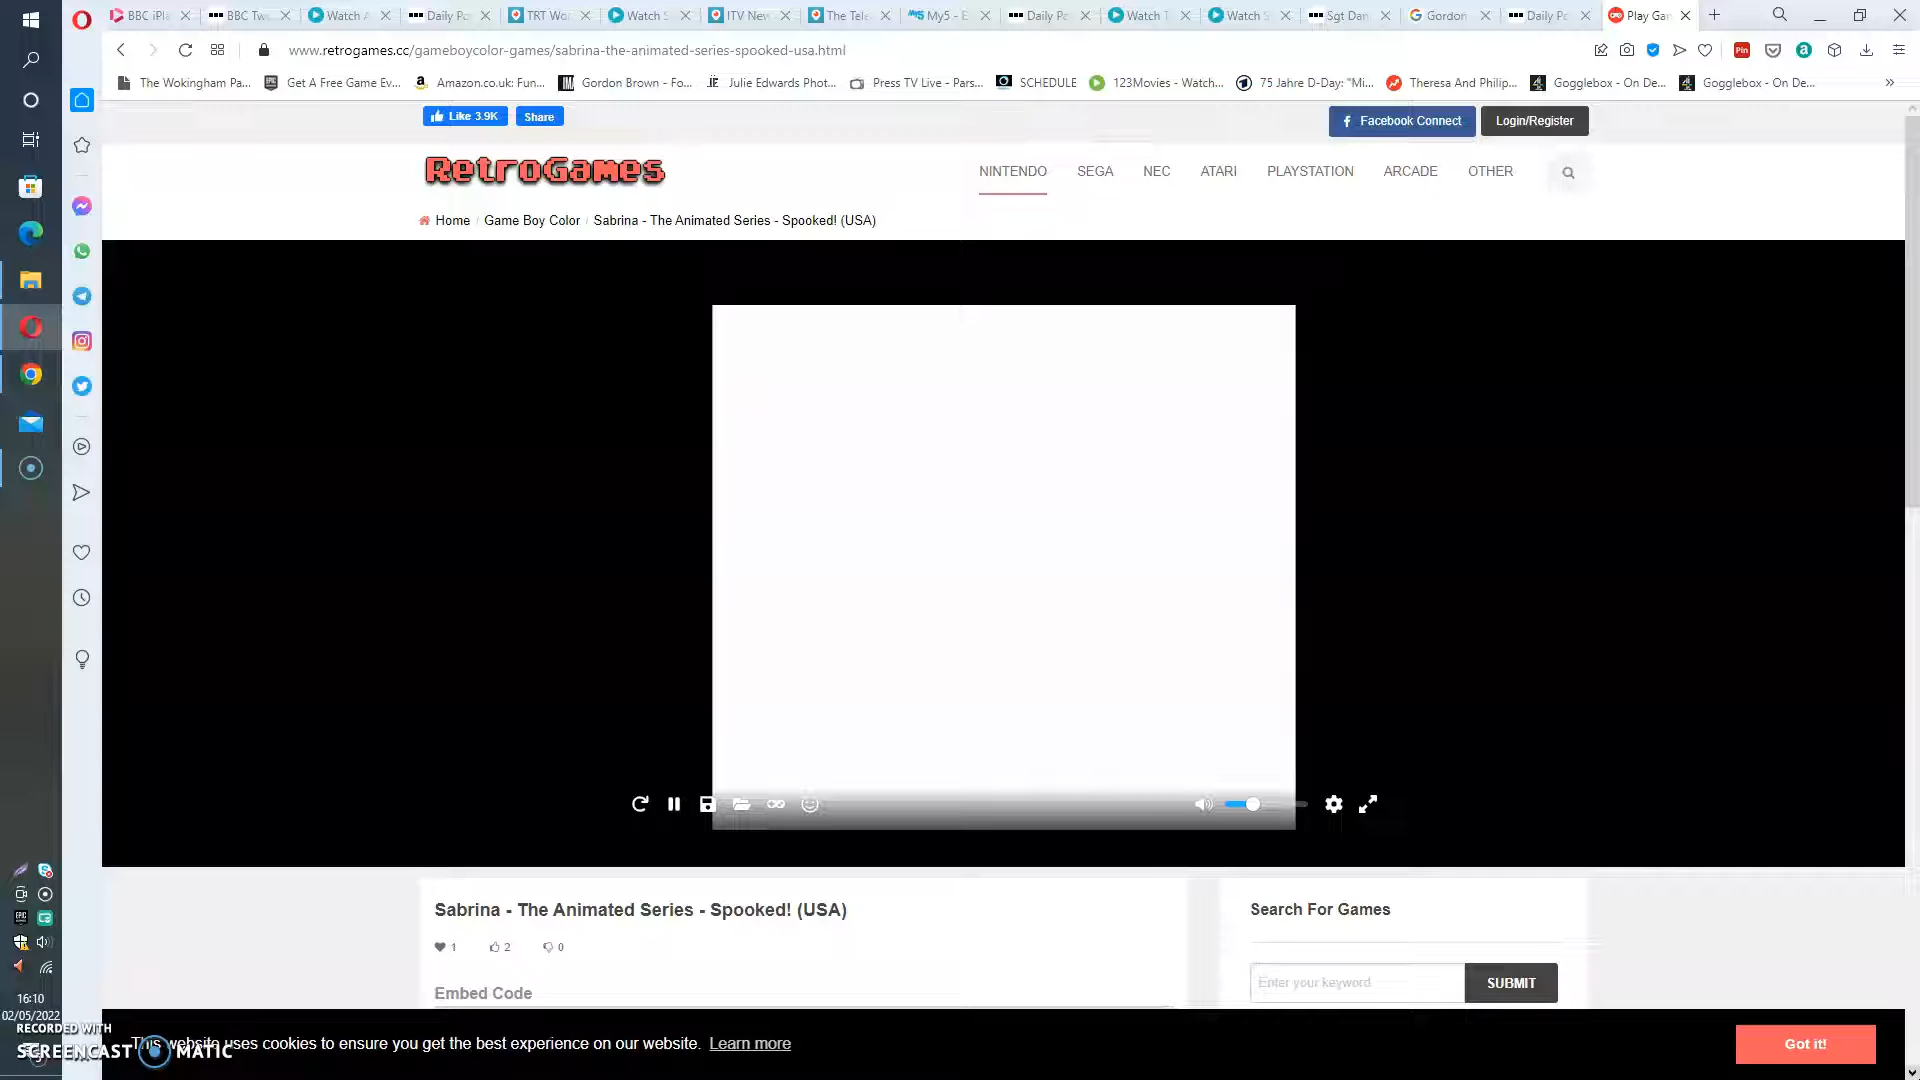 BBC iPla
BBC Two
Watch A
Daily Po
TRT Wor
Watch S
ITV New
The Tele
My5 - E
Daily Po
Watch T
Watch S
Sgt Dan
Gordon
Daily Po
Play Gam
www.retrogames.cc/gameboycolor-games/sabrina-the-animated-series-spooked-usa.html
The Wokingham Pa...
Get A Free Game Ev...
Amazon.co.uk: Fun...
Gordon Brown - Fo...
Julie Edwards Phot...
Press TV Live - Pars...
SCHEDULE
123Movies - Watch...
75 Jahre D-Day: "Mi...
Theresa And Philip...
Gogglebox - On De...
Gogglebox - On De...
Like 3.9K
Share
Facebook Connect
Login/Register
RetroGames
NINTENDO
SEGA
NEC
ATARI
PLAYSTATION
ARCADE
OTHER
Home / Game Boy Color / Sabrina - The Animated Series - Spooked! (USA)
Sabrina - The Animated Series - Spooked! (USA)
1
2
0
Embed Code
Search For Games
Enter your keyword
SUBMIT
16:10
02/05/2022
RECORDED WITH
SCREENCAST MATIC
This website uses cookies to ensure you get the best experience on our website. Learn more
Got it!